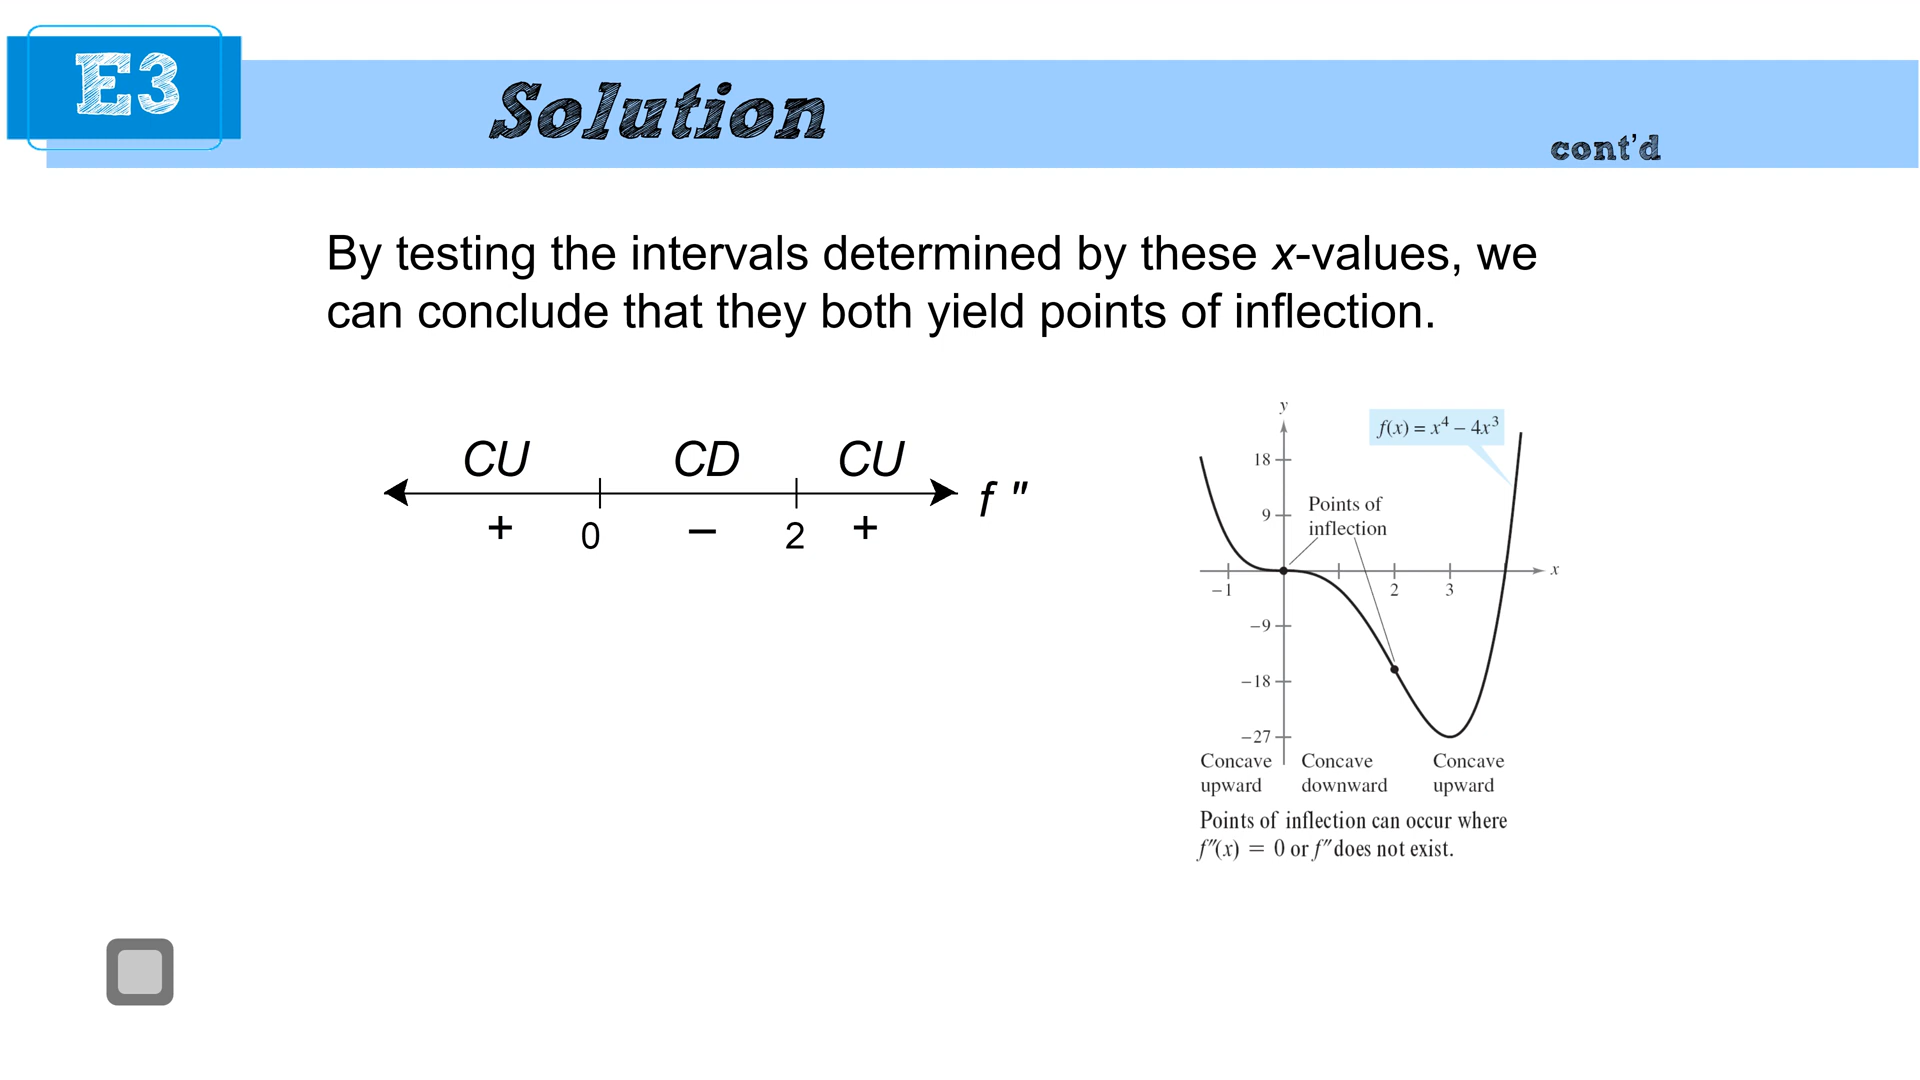 E3
Solution
cont'd
By testing the intervals determined by these x-values, we
can conclude that they both yield points of inflection.
CU CD CU
f "
+ 0 – 2 +
y
f(x) = x⁴ – 4x³
18
Points of
9
inflection
x
–1 2 3
–9
–18
–27
Concave Concave Concave
upward downward upward
Points of inflection can occur where
f″(x) = 0 or f″ does not exist.